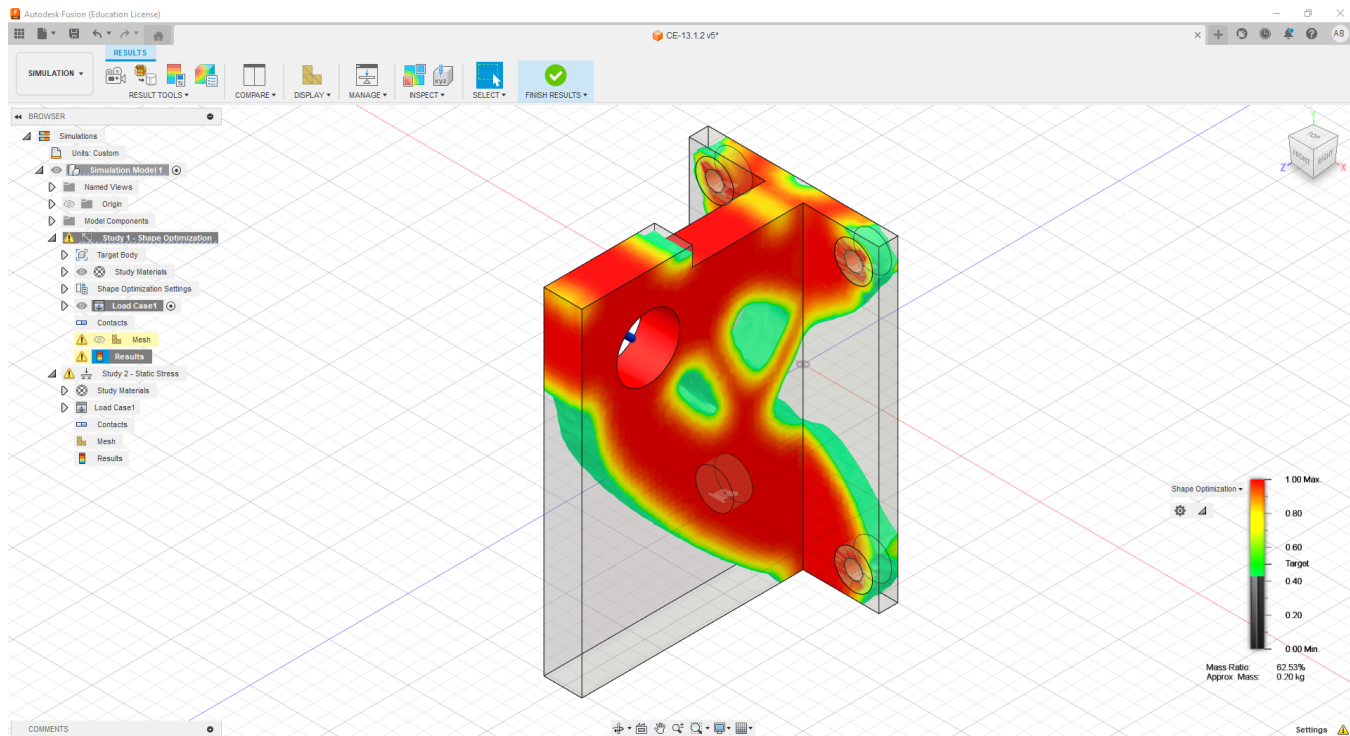 Autodesk Fusion (Education License)
CE-13.1.2 v5*
AB
RESULTS
SIMULATION
RESULT TOOLS
COMPARE
DISPLAY
MANAGE
INSPECT
SELECT
FINISH RESULTS
BROWSER
Simulations
Units: Custom
Simulation Model 1
Named Views
Origin
Model Components
Study 1 - Shape Optimization
Target Body
Study Materials
Shape Optimization Settings
Load Case1
Contacts
Mesh
Results
Study 2 - Static Stress
Study Materials
Load Case1
Contacts
Mesh
Results
Y
TOP
FRONT
RIGHT
Z
X
Shape Optimization
1.00 Max.
0.80
0.60
Target
0.40
0.20
0.00 Min.
Mass Ratio: 62.53%
Approx. Mass: 0.20 kg
COMMENTS
Settings